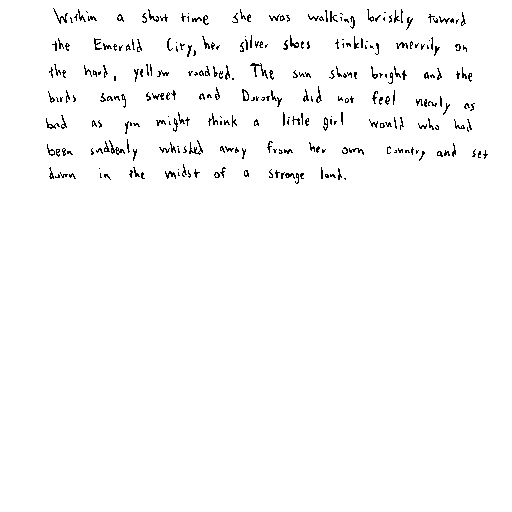 Within a short time she was walking briskly toward
the Emerald City, her silver shoes tinkling merrily on
the hard, yellow roadbed. The sun shone bright and the
birds sang sweet and Dorothy did not feel nearly as
bad as you might think a little girl would who had
been suddenly whisked away from her own country and set
down in the midst of a strange land.